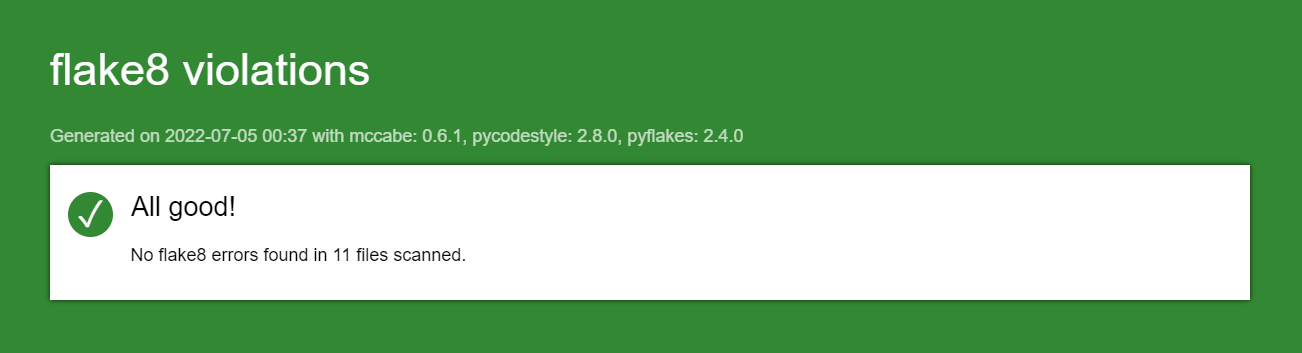 flake8 violations
Generated on 2022-07-05 00:37 with mccabe: 0.6.1, pycodestyle: 2.8.0, pyflakes: 2.4.0
All good!
No flake8 errors found in 11 files scanned.